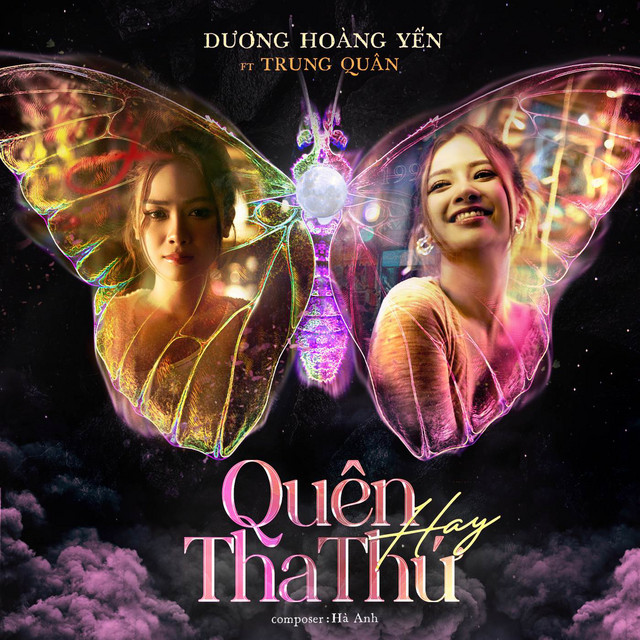 DƯƠNG HOÀNG YẾN
FT TRUNG QUÂN
Quên Hay
Tha Thứ
composer : Hà Anh